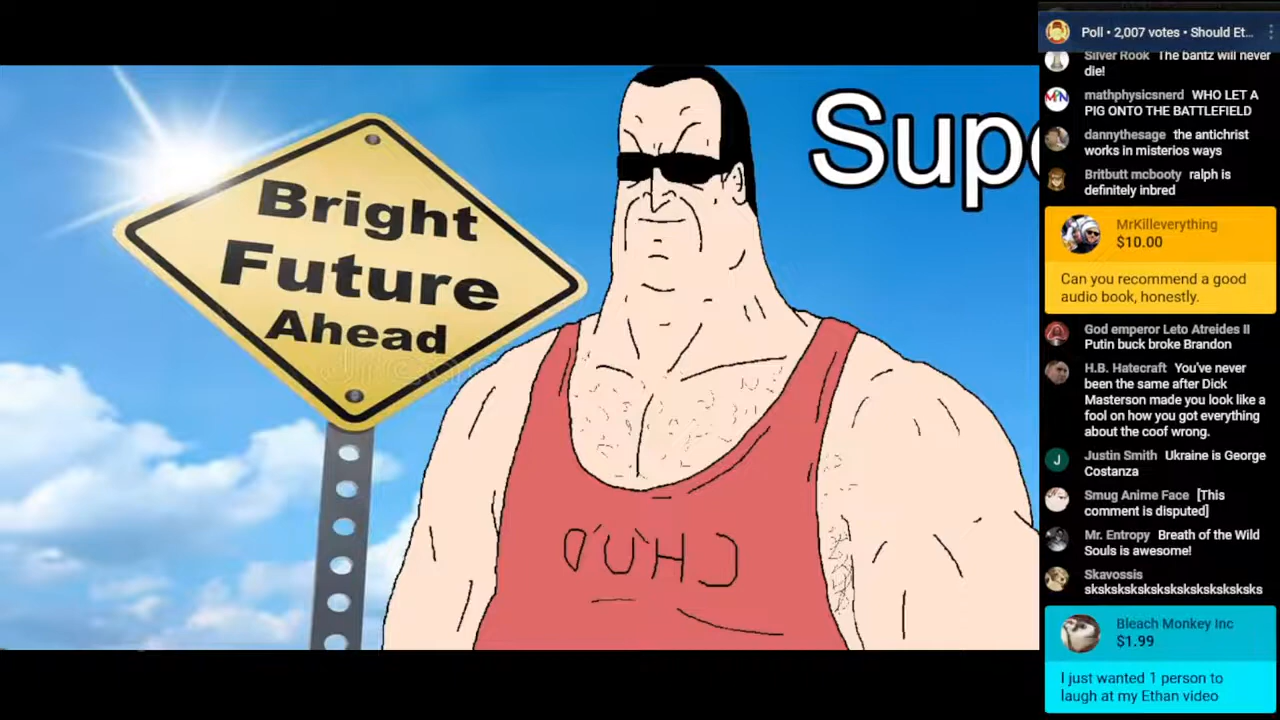 Bright
Future
Ahead
Sup
CHUD
Poll • 2,007 votes • Should Et...
Silver Rook The bantz will never
die!
mathphysicsnerd WHO LET A
PIG ONTO THE BATTLEFIELD
dannythesage the antichrist
works in misterios ways
Britbutt mcbooty ralph is
definitely inbred
MrKilleverything
$10.00
Can you recommend a good
audio book, honestly.
God emperor Leto Atreides II
Putin buck broke Brandon
H.B. Hatecraft You've never
been the same after Dick
Masterson made you look like a
fool on how you got everything
about the coof wrong.
J
Justin Smith Ukraine is George
Costanza
Smug Anime Face [This
comment is disputed]
Mr. Entropy Breath of the Wild
Souls is awesome!
Skavossis
sksksksksksksksksksksksksks
Bleach Monkey Inc
$1.99
I just wanted 1 person to
laugh at my Ethan video